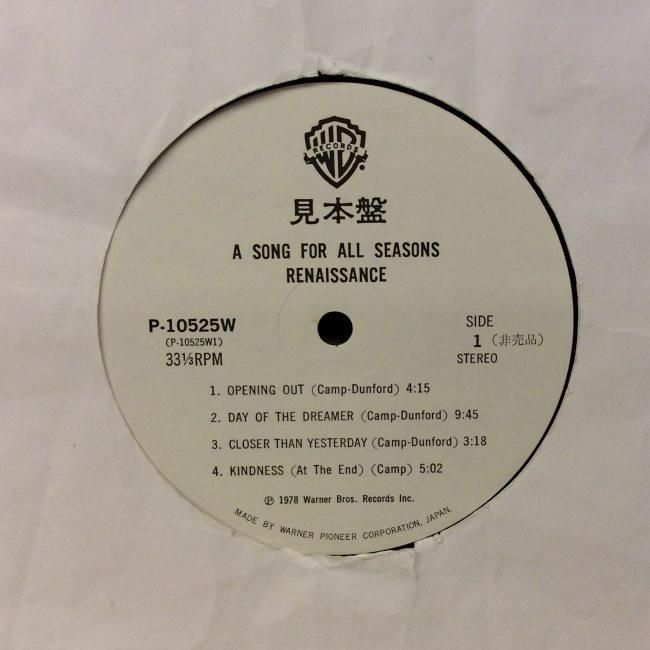 WB
RECORDS
®
見本盤
A SONG FOR ALL SEASONS
RENAISSANCE
P-10525W
(P-10525W1)
33⅓RPM
SIDE
1 (非売品)
STEREO
1. OPENING OUT (Camp-Dunford) 4:15
2. DAY OF THE DREAMER (Camp-Dunford) 9:45
3. CLOSER THAN YESTERDAY (Camp-Dunford) 3:18
4. KINDNESS (At The End) (Camp) 5:02
℗ 1978 Warner Bros. Records Inc.
MADE BY WARNER PIONEER CORPORATION, JAPAN.